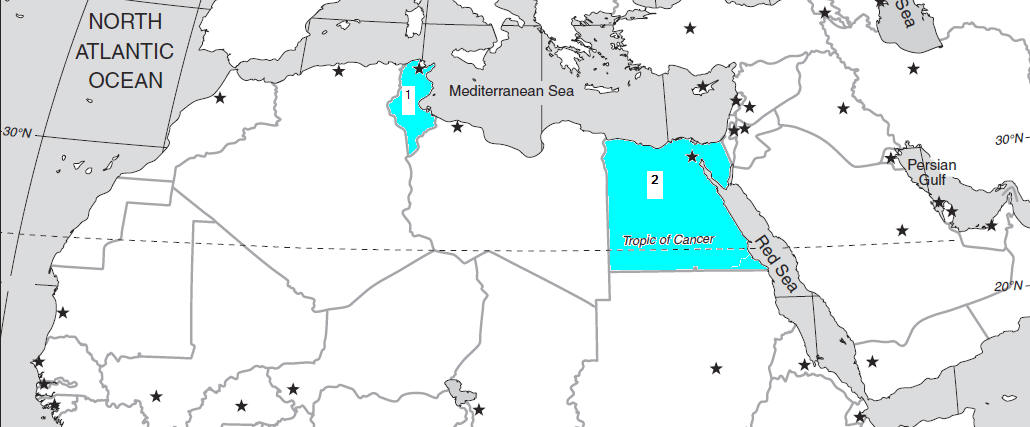 NORTH
ATLANTIC
OCEAN
Sea
Mediterranean Sea
1
30°N
30°N
Persian
Gulf
2
Tropic of Cancer
Red Sea
20°N